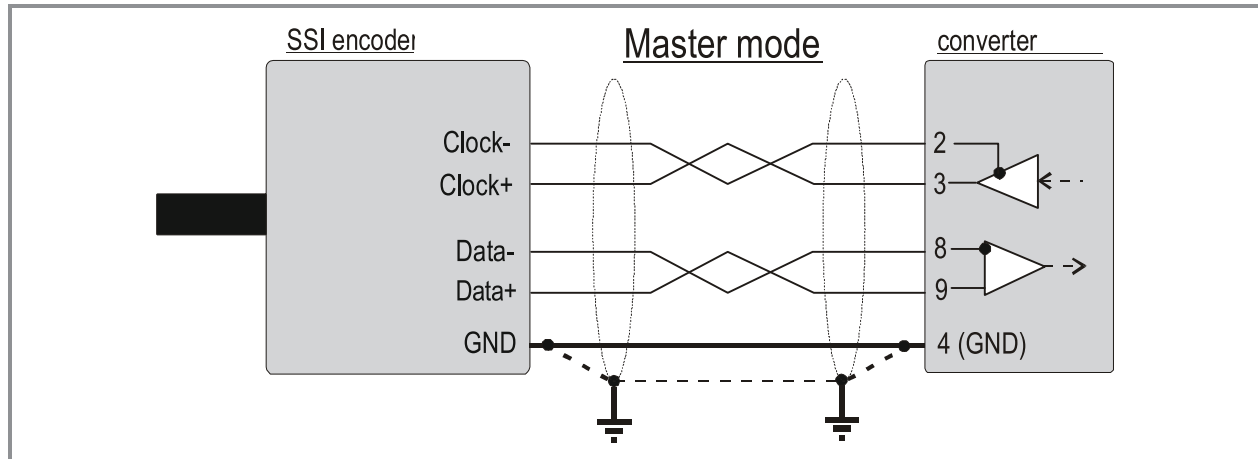 SSI encoder
Master mode
converter
Clock-
2
Clock+
3
Data-
8
Data+
9
GND
4 (GND)